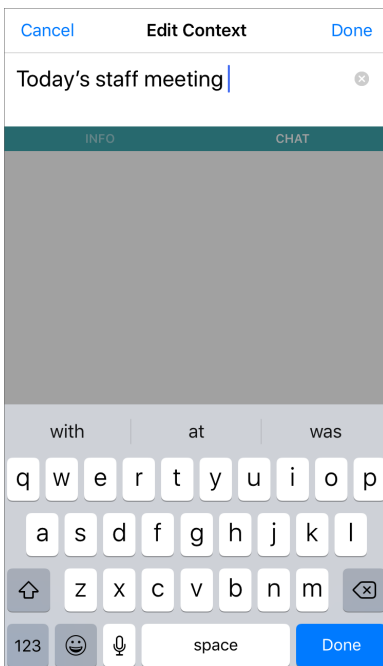 Cancel Edit Context Done
Today's staff meeting
INFO CHAT
with at was
q w e r t y u i o p
a s d f g h j k l
z x c v b n m
123 space Done